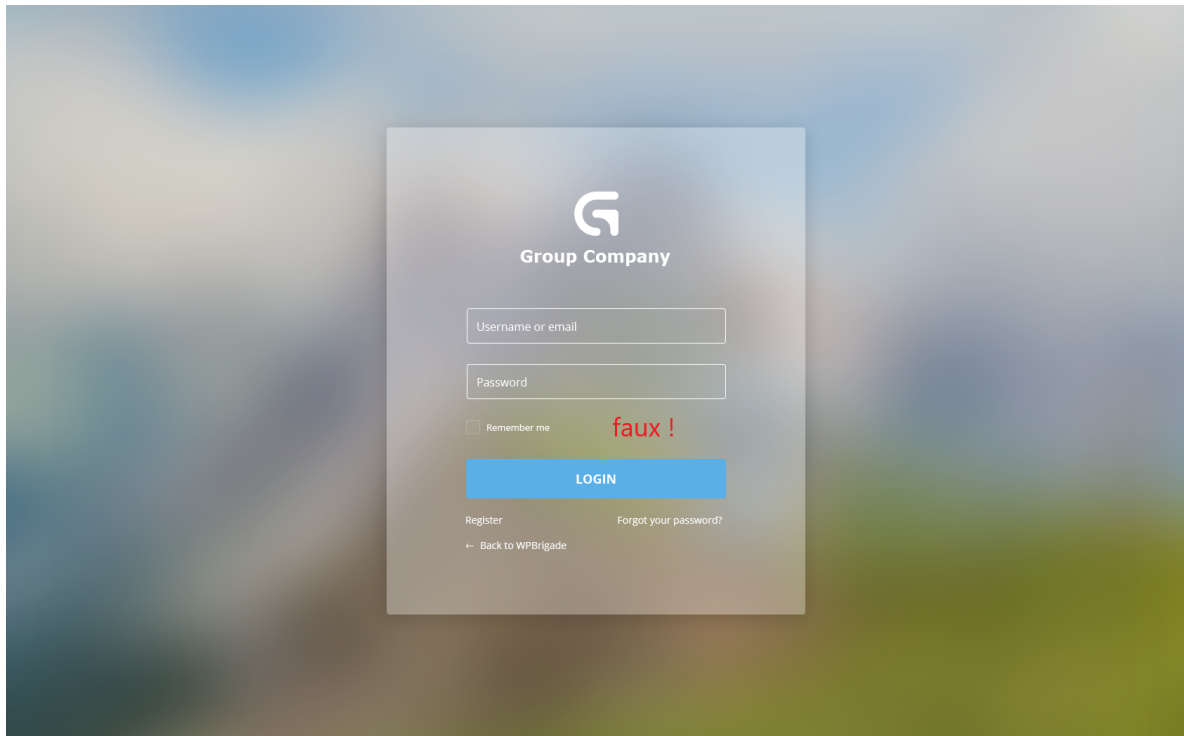 Group Company
Username or email
Password
Remember me
faux !
LOGIN
Register
Forgot your password?
← Back to WPBrigade